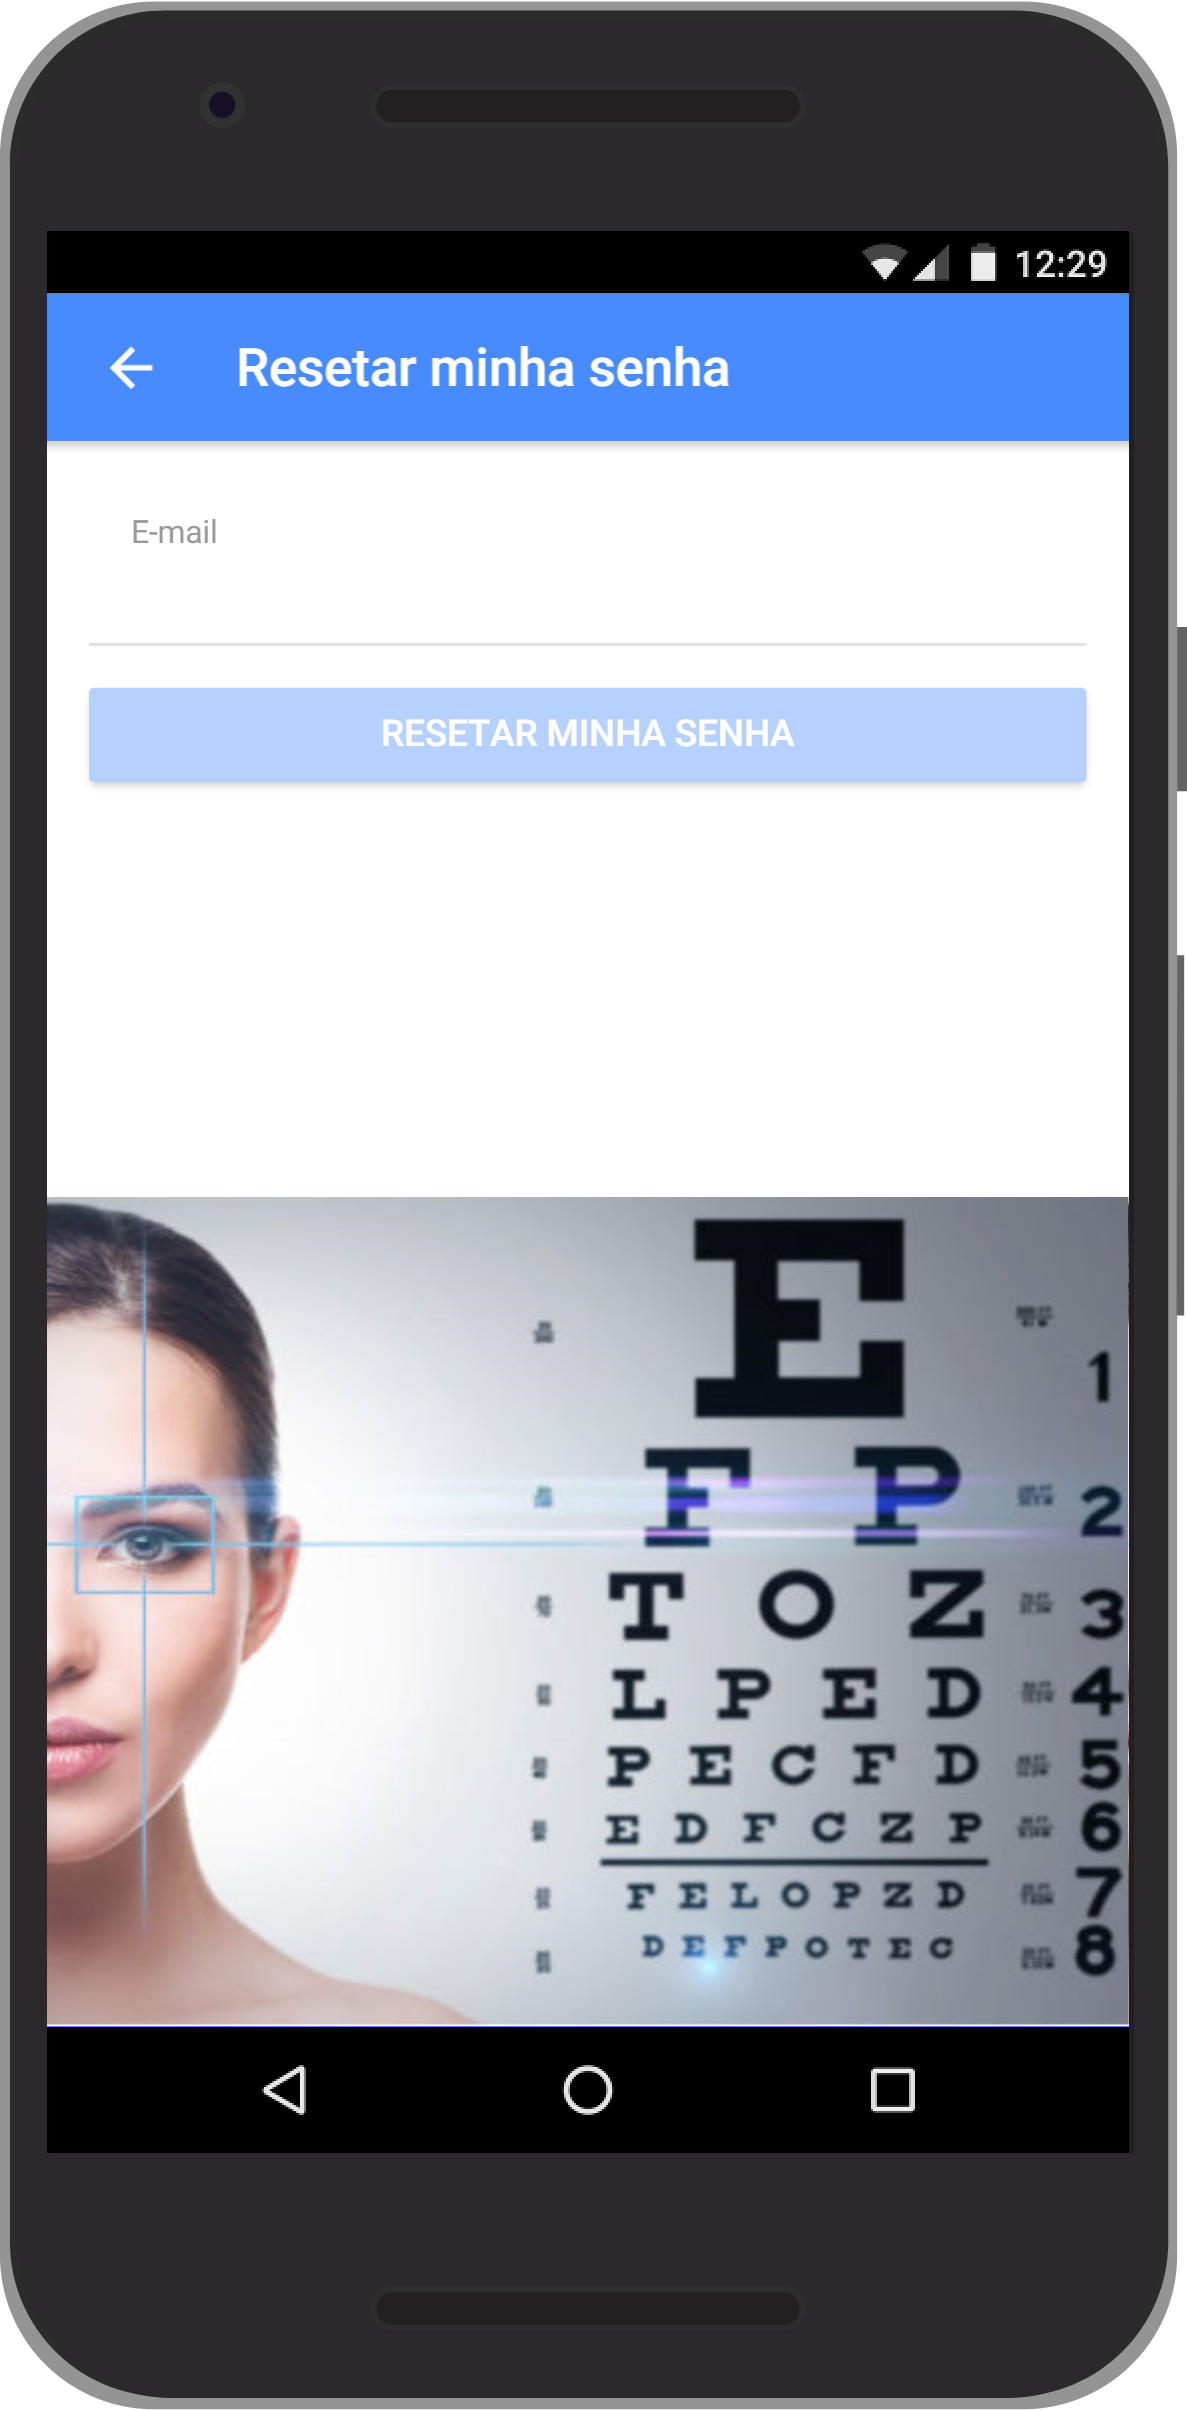 12:29
Resetar minha senha
E-mail
RESETAR MINHA SENHA
E
1
F P
2
T O Z
3
L P E D
4
P E C F D
5
E D F C Z P
6
F E L O P Z D
7
D E F P O T E C
8